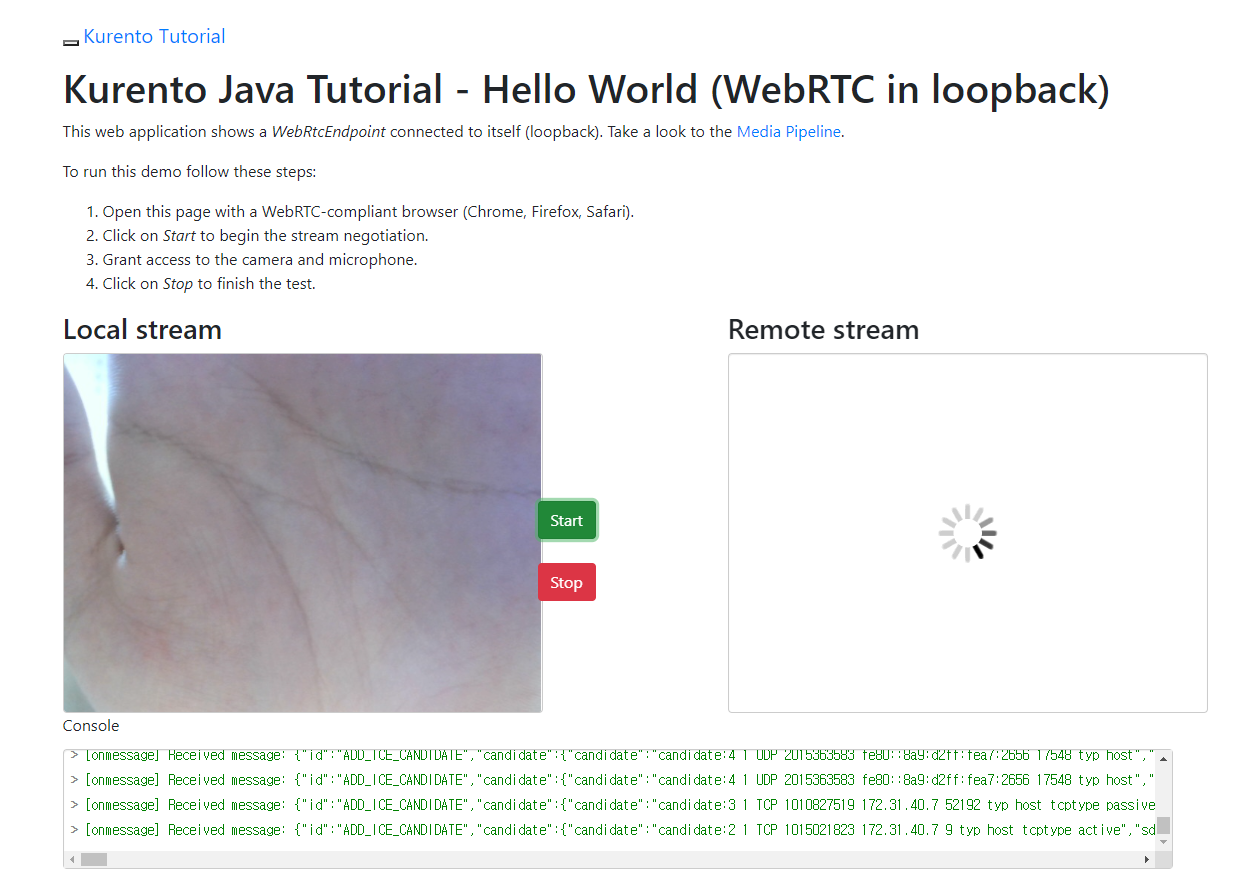 Kurento Tutorial
Kurento Java Tutorial - Hello World (WebRTC in loopback)
This web application shows a WebRtcEndpoint connected to itself (loopback). Take a look to the Media Pipeline.
To run this demo follow these steps:
1. Open this page with a WebRTC-compliant browser (Chrome, Firefox, Safari).
2. Click on Start to begin the stream negotiation.
3. Grant access to the camera and microphone.
4. Click on Stop to finish the test.
Local stream
Remote stream
Start
Stop
Console
> [onmessage] Received message: {"id":"ADD_ICE_CANDIDATE","candidate":{"candidate":"candidate:4 1 UDP 2015363583 fe80::8a9:d2ff:fea7:2656 17548 typ host","
> [onmessage] Received message: {"id":"ADD_ICE_CANDIDATE","candidate":{"candidate":"candidate:4 1 UDP 2015363583 fe80::8a9:d2ff:fea7:2656 17548 typ host","
> [onmessage] Received message: {"id":"ADD_ICE_CANDIDATE","candidate":{"candidate":"candidate:3 1 TCP 1010827519 172.31.40.7 52192 typ host tcptype passive
> [onmessage] Received message: {"id":"ADD_ICE_CANDIDATE","candidate":{"candidate":"candidate:2 1 TCP 1015021823 172.31.40.7 9 typ host tcptype active","sd